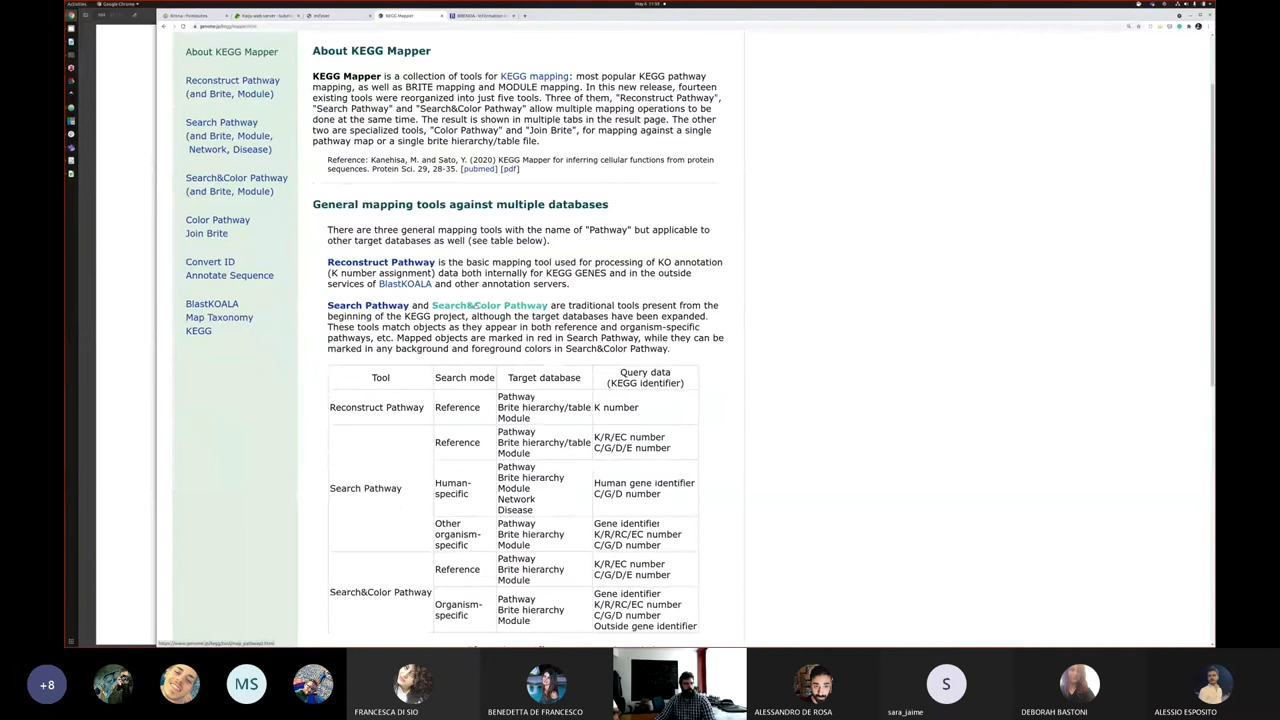 Activities
Google Chrome
May 6 11:59
Krona: Firmicutes
Kaiju web server - Submi
KEGG Mapper
BRENDA - Information o
About KEGG Mapper
Reconstruct Pathway
(and Brite, Module)
Search Pathway
(and Brite, Module,
Network, Disease)
Search&Color Pathway
(and Brite, Module)
Color Pathway
Join Brite
Convert ID
Annotate Sequence
BlastKOALA
Map Taxonomy
KEGG
About KEGG Mapper
KEGG Mapper is a collection of tools for KEGG mapping: most popular KEGG pathway
mapping, as well as BRITE mapping and MODULE mapping. In this new release, fourteen
existing tools were reorganized into just five tools. Three of them, "Reconstruct Pathway",
"Search Pathway" and "Search&Color Pathway" allow multiple mapping operations to be
done at the same time. The result is shown in multiple tabs in the result page. The other
two are specialized tools, "Color Pathway" and "Join Brite", for mapping against a single
pathway map or a single brite hierarchy/table file.
Reference: Kanehisa, M. and Sato, Y. (2020) KEGG Mapper for inferring cellular functions from protein
sequences. Protein Sci. 29, 28-35. [pubmed] [pdf]
General mapping tools against multiple databases
There are three general mapping tools with the name of "Pathway" but applicable to
other target databases as well (see table below).
Reconstruct Pathway is the basic mapping tool used for processing of KO annotation
(K number assignment) data both internally for KEGG GENES and in the outside
services of BlastKOALA and other annotation servers.
Search Pathway and Search&Color Pathway are traditional tools present from the
beginning of the KEGG project, although the target databases have been expanded.
These tools match objects as they appear in both reference and organism-specific
pathways, etc. Mapped objects are marked in red in Search Pathway, while they can be
marked in any background and foreground colors in Search&Color Pathway.
Tool Search mode Target database Query data
(KEGG identifier)
Reconstruct Pathway Reference Pathway
Brite hierarchy/table
Module K number
Search Pathway Reference Pathway
Brite hierarchy/table
Module K/R/EC number
C/G/D/E number
Human-
specific Pathway
Brite hierarchy
Module
Network
Disease Human gene identifier
C/G/D number
Other
organism-
specific Pathway
Brite hierarchy
Module Gene identifier
K/R/RC/EC number
C/G/D number
Search&Color Pathway Reference Pathway
Brite hierarchy
Module K/R/EC number
C/G/D/E number
Organism-
specific Pathway
Brite hierarchy
Module Gene identifier
K/R/RC/EC number
C/G/D number
Outside gene identifier
+8
MS
FRANCESCA DI SIO
BENEDETTA DE FRANCESCO
ALESSANDRO DE ROSA
S
sara_jaime
DEBORAH BASTONI
ALESSIO ESPOSITO